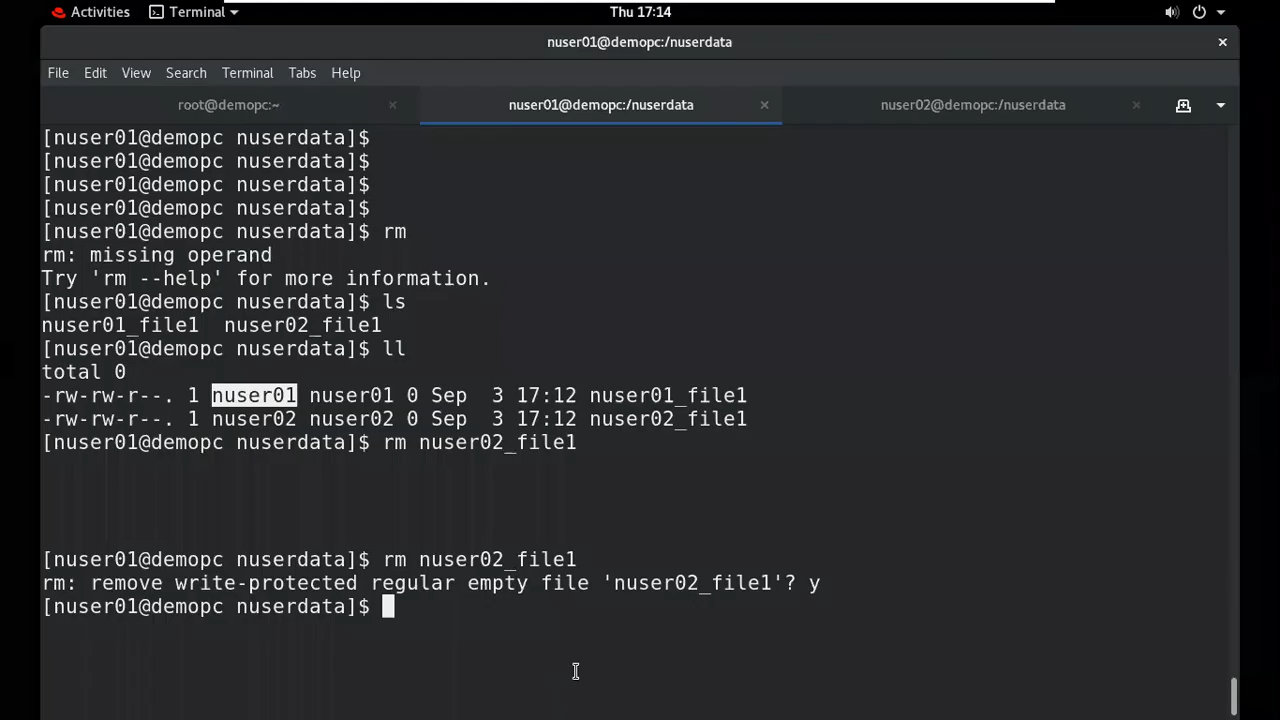 Activities Terminal Thu 17:14
nuser01@demopc:/nuserdata
File Edit View Search Terminal Tabs Help
root@demopc:~ nuser01@demopc:/nuserdata nuser02@demopc:/nuserdata
[nuser01@demopc nuserdata]$
[nuser01@demopc nuserdata]$
[nuser01@demopc nuserdata]$
[nuser01@demopc nuserdata]$
[nuser01@demopc nuserdata]$ rm
rm: missing operand
Try 'rm --help' for more information.
[nuser01@demopc nuserdata]$ ls
nuser01_file1  nuser02_file1
[nuser01@demopc nuserdata]$ ll
total 0
-rw-rw-r--. 1 nuser01 nuser01 0 Sep  3 17:12 nuser01_file1
-rw-rw-r--. 1 nuser02 nuser02 0 Sep  3 17:12 nuser02_file1
[nuser01@demopc nuserdata]$ rm nuser02_file1
[nuser01@demopc nuserdata]$ rm nuser02_file1
rm: remove write-protected regular empty file 'nuser02_file1'? y
[nuser01@demopc nuserdata]$